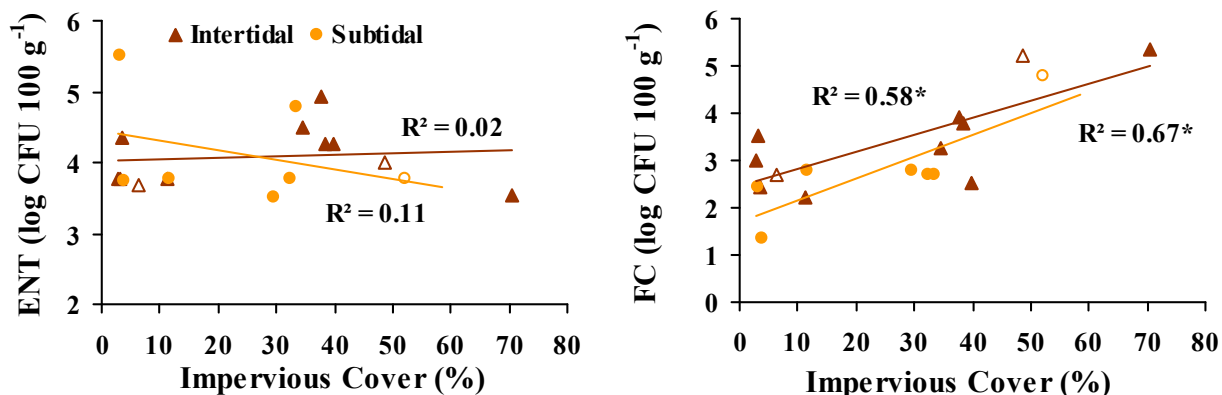 ENT (log CFU 100 g⁻¹)
6
5
4
3
2
Intertidal
Subtidal
R² = 0.02
R² = 0.11
0 10 20 30 40 50 60 70 80
Impervious Cover (%)
FC (log CFU 100 g⁻¹)
6
5
4
3
2
1
0
R² = 0.58*
R² = 0.67*
0 10 20 30 40 50 60 70 80
Impervious Cover (%)